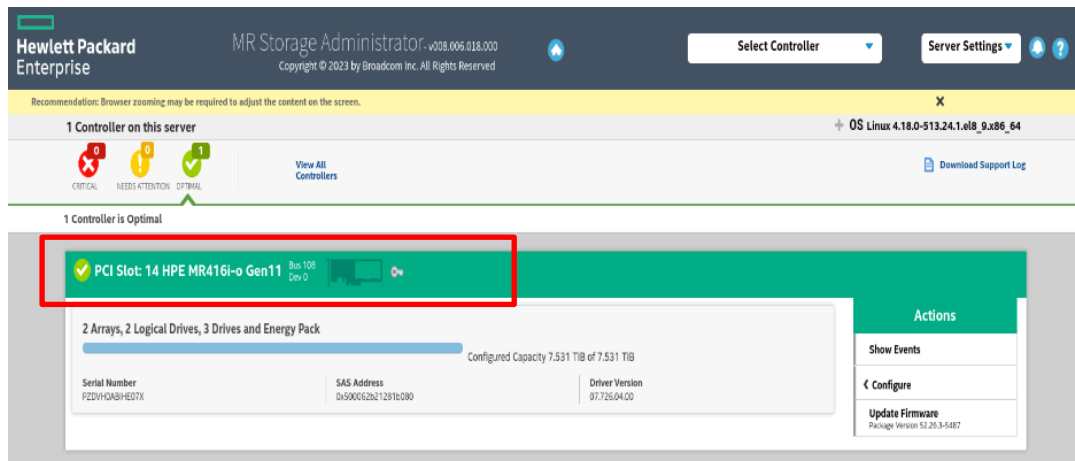 Hewlett Packard
Enterprise
MR Storage Administrator-v008.006.018.000
Copyright © 2023 by Broadcom Inc. All Rights Reserved
Select Controller
Server Settings
?
Recommendation: Browser zooming may be required to adjust the content on the screen.
X
1 Controller on this server
+ OS Linux 4.18.0-513.24.1.el8_9.x86_64
0
0
1
CRITICAL
NEEDS ATTENTION
OPTIMAL
View All
Controllers
Download Support Log
1 Controller is Optimal
PCI Slot: 14 HPE MR416i-o Gen11
Bus 108
Dev 0
Actions
2 Arrays, 2 Logical Drives, 3 Drives and Energy Pack
Configured Capacity 7.531 TIB of 7.531 TIB
Show Events
Serial Number
PZDVH0ABIHE07X
SAS Address
0x500062b21281b080
Driver Version
07.726.04.00
Configure
Update Firmware
Package Version 52.26.3-5487